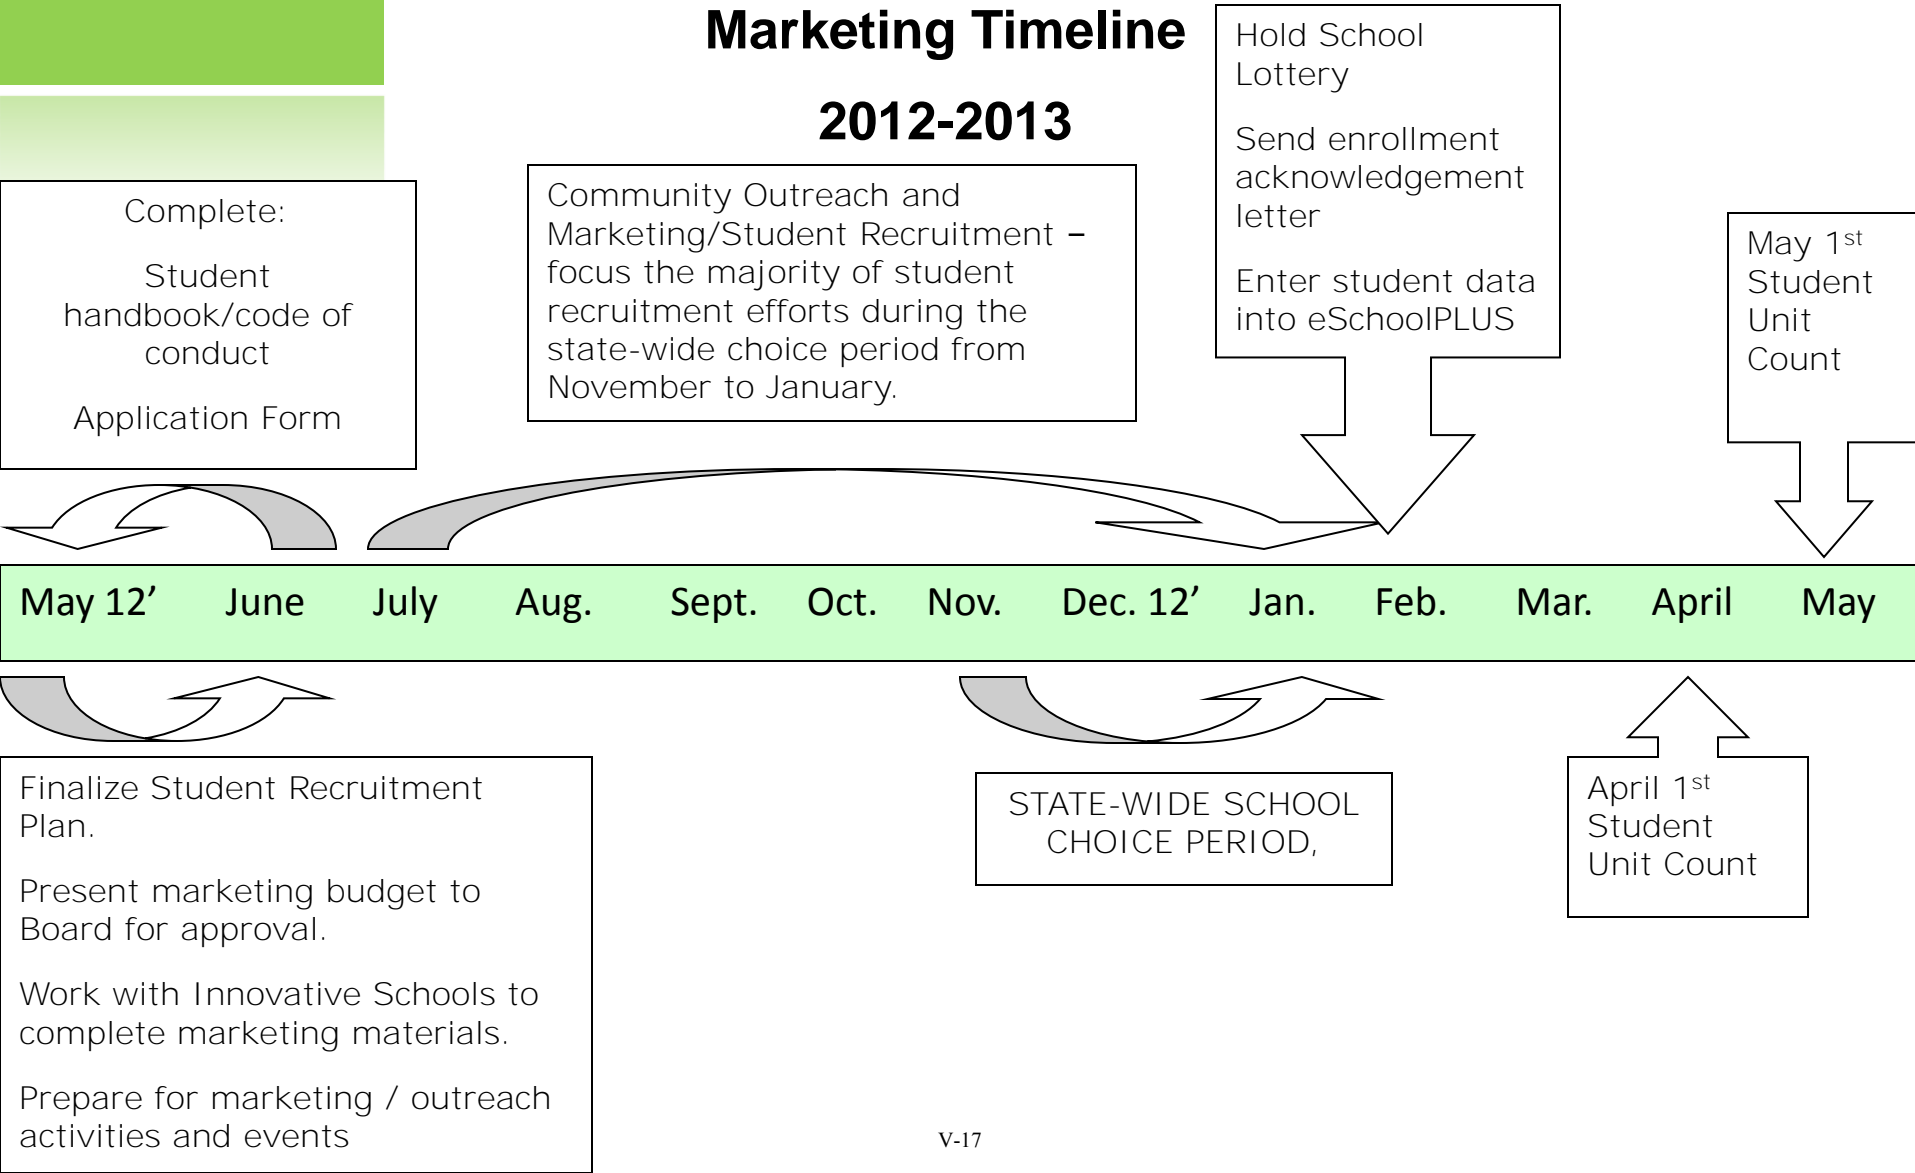 Marketing Timeline
2012-2013
Hold School
Lottery
Send enrollment
acknowledgement
letter
Enter student data
into eSchoolPLUS
Complete:
Student
handbook/code of
conduct
Application Form
Community Outreach and
Marketing/Student Recruitment –
focus the majority of student
recruitment efforts during the
state-wide choice period from
November to January.
May 1st
Student
Unit
Count
May 12’ June July Aug. Sept. Oct. Nov. Dec. 12’ Jan. Feb. Mar. April May
Finalize Student Recruitment
Plan.
Present marketing budget to
Board for approval.
Work with Innovative Schools to
complete marketing materials.
Prepare for marketing / outreach
activities and events
STATE-WIDE SCHOOL
CHOICE PERIOD,
April 1st
Student
Unit Count
V-17